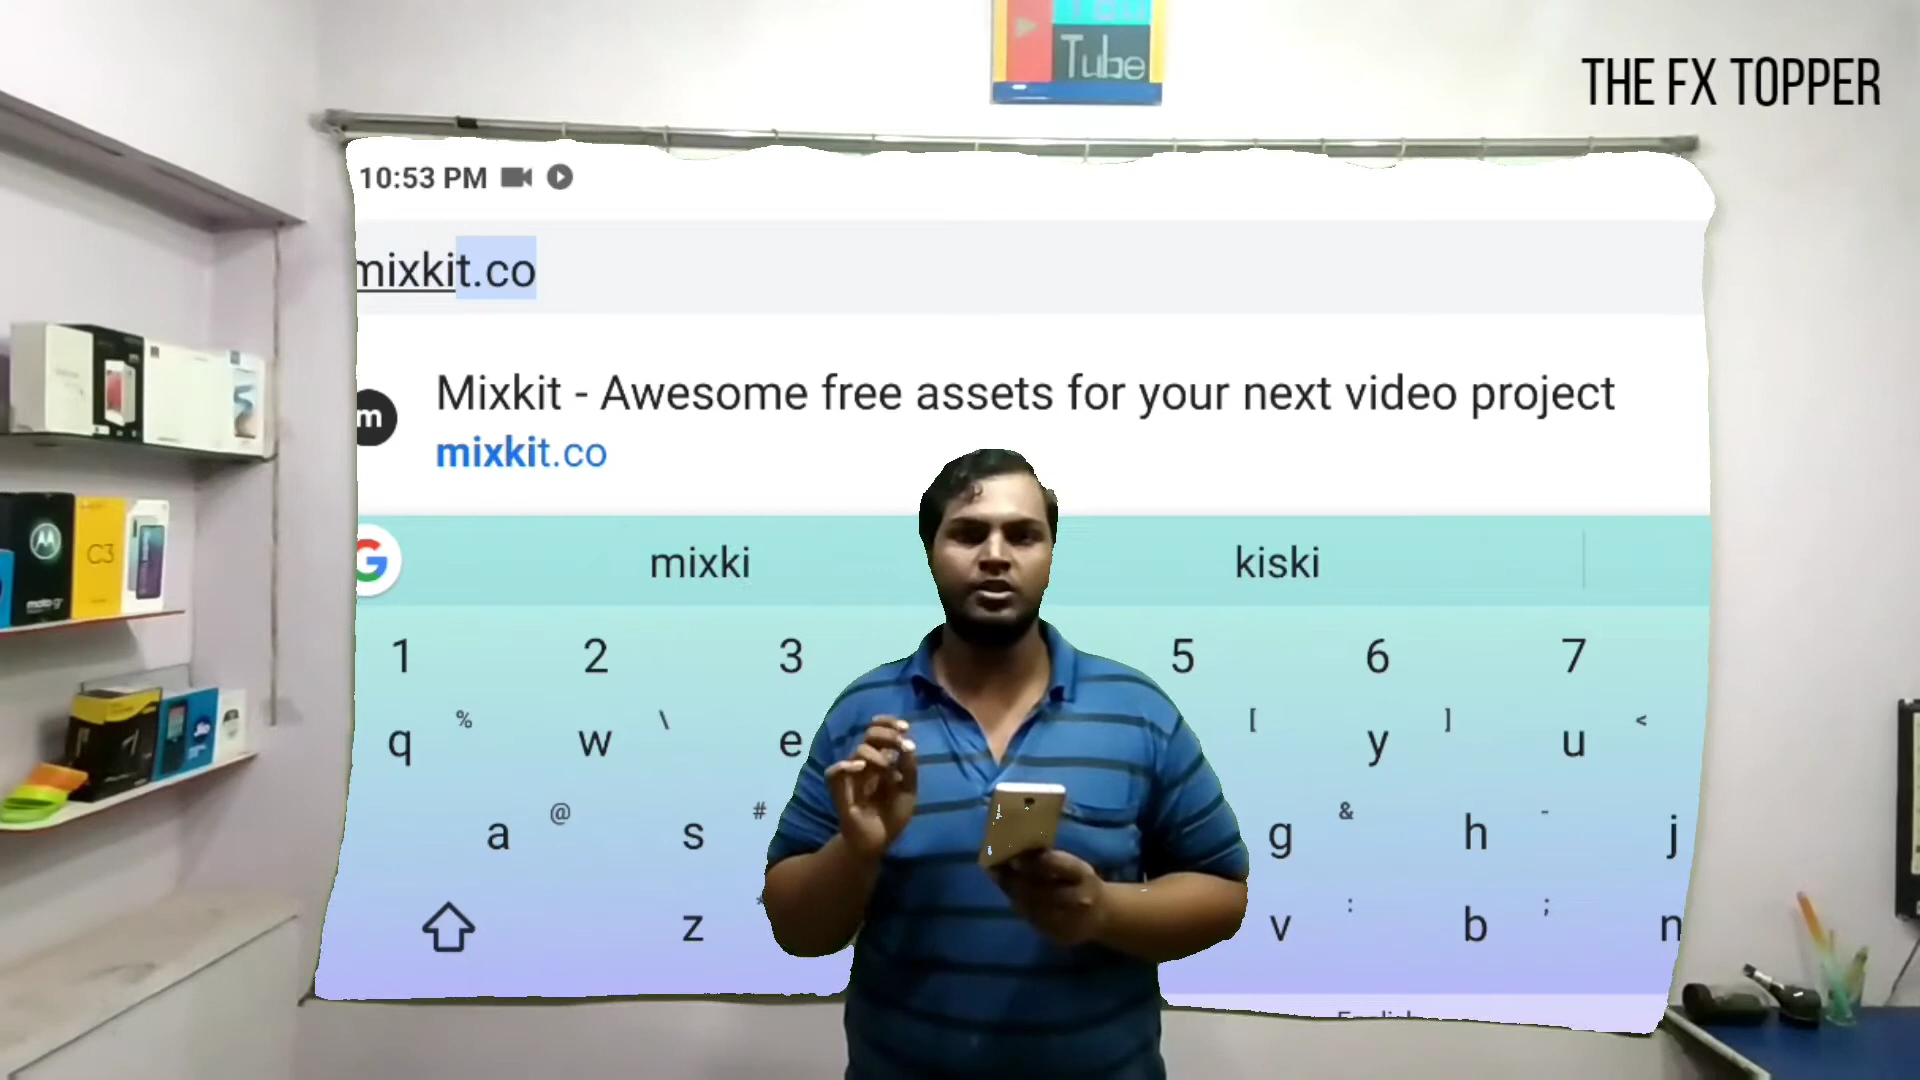 Tube
THE FX TOPPER
10:53 PM
mixkit.co
m
Mixkit - Awesome free assets for your next video project
mixkit.co
G
mixki
kiski
1 2 3 5 6 7
q % w \ e [ y ] u <
a @ s # g & h - j
z v : b ; n
C3